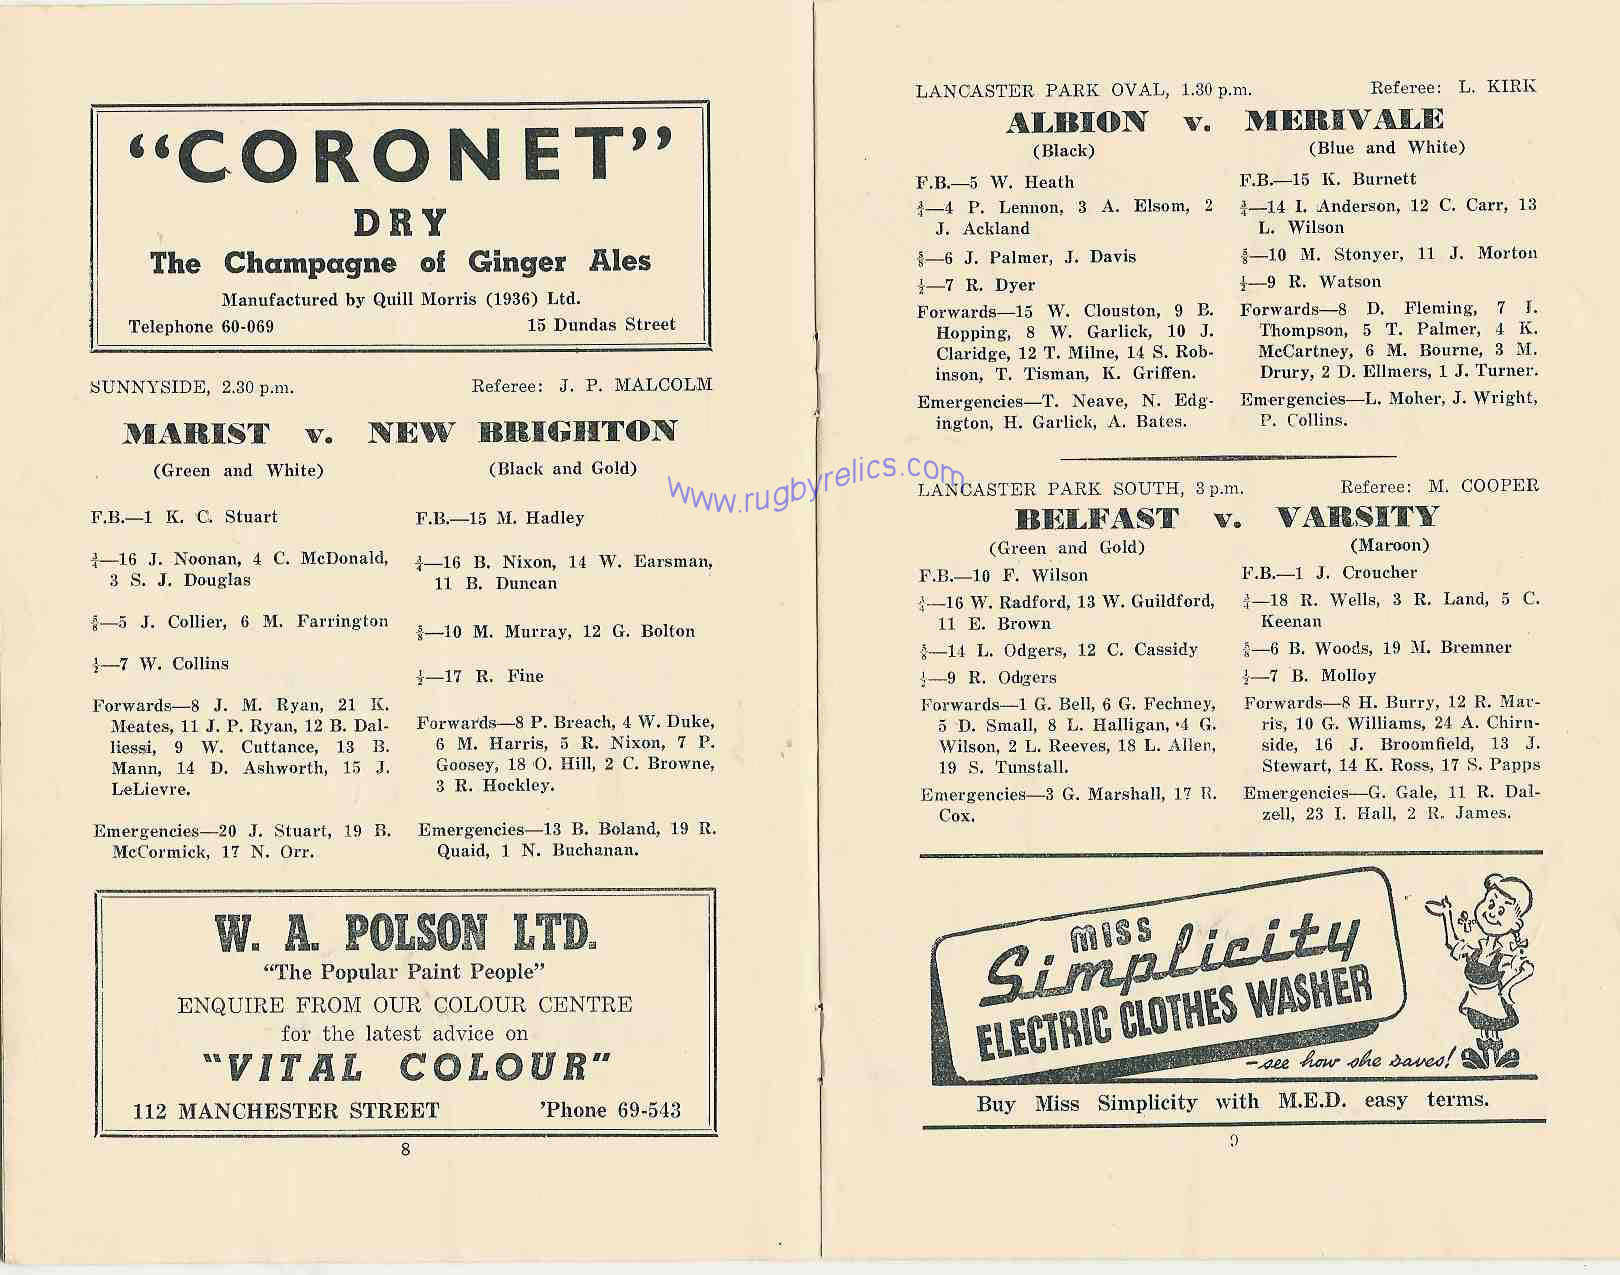 "CORONET"
DRY
The Champagne of Ginger Ales
Manufactured by Quill Morris (1936) Ltd.
Telephone 60-069 15 Dundas Street
SUNNYSIDE, 2.30 p.m. Referee: J. P. MALCOLM
MARIST v. NEW BRIGHTON
(Green and White) (Black and Gold)
F.B.—1 K. C. Stuart
¾—16 J. Noonan, 4 C. McDonald,
3 S. J. Douglas
⅝—5 J. Collier, 6 M. Farrington
½—7 W. Collins
Forwards—8 J. M. Ryan, 21 K.
Meates, 11 J. P. Ryan, 12 B. Dal-
liessi, 9 W. Cuttance, 13 B.
Mann, 14 D. Ashworth, 15 J.
LeLievre.
Emergencies—20 J. Stuart, 19 B.
McCormick, 17 N. Orr.
F.B.—15 M. Hadley
¾—16 B. Nixon, 14 W. Earsman,
11 B. Duncan
⅝—10 M. Murray, 12 G. Bolton
½—17 R. Fine
Forwards—8 P. Breach, 4 W. Duke,
6 M. Harris, 5 R. Nixon, 7 P.
Goosey, 18 O. Hill, 2 C. Browne,
3 R. Hockley.
Emergencies—13 B. Boland, 19 R.
Quaid, 1 N. Buchanan.
W. A. POLSON LTD.
"The Popular Paint People"
ENQUIRE FROM OUR COLOUR CENTRE
for the latest advice on
"VITAL COLOUR"
112 MANCHESTER STREET 'Phone 69-543
8
www.rugbyrelics.com
LANCASTER PARK OVAL, 1.30 p.m. Referee: L. KIRK
ALBION v. MERIVALE
(Black) (Blue and White)
F.B.—5 W. Heath
¾—4 P. Lennon, 3 A. Elsom, 2
J. Ackland
⅝—6 J. Palmer, J. Davis
½—7 R. Dyer
Forwards—15 W. Clouston, 9 B.
Hopping, 8 W. Garlick, 10 J.
Claridge, 12 T. Milne, 14 S. Rob-
inson, T. Tisman, K. Griffen.
Emergencies—T. Neave, N. Edg-
ington, H. Garlick, A. Bates.
F.B.—15 K. Burnett
¾—14 I. Anderson, 12 C. Carr, 13
L. Wilson
⅝—10 M. Stonyer, 11 J. Morton
½—9 R. Watson
Forwards—8 D. Fleming, 7 I.
Thompson, 5 T. Palmer, 4 K.
McCartney, 6 M. Bourne, 3 M.
Drury, 2 D. Ellmers, 1 J. Turner.
Emergencies—L. Moher, J. Wright,
P. Collins.
LANCASTER PARK SOUTH, 3 p.m. Referee: M. COOPER
BELFAST v. VARSITY
(Green and Gold) (Maroon)
F.B.—10 F. Wilson
¾—16 W. Radford, 13 W. Guildford,
11 E. Brown
⅝—14 L. Odgers, 12 C. Cassidy
½—9 R. Odgers
Forwards—1 G. Bell, 6 G. Fechney,
5 D. Small, 8 L. Halligan, 4 G.
Wilson, 2 L. Reeves, 18 L. Allen,
19 S. Tunstall.
Emergencies—3 G. Marshall, 17 R.
Cox.
F.B.—1 J. Croucher
¾—18 R. Wells, 3 R. Land, 5 C.
Keenan
⅝—6 B. Woods, 19 M. Bremner
½—7 B. Molloy
Forwards—8 H. Burry, 12 R. Mar-
ris, 10 G. Williams, 24 A. Chirn-
side, 16 J. Broomfield, 13 J.
Stewart, 14 K. Ross, 17 S. Papps
Emergencies—G. Gale, 11 R. Dal-
zell, 23 I. Hall, 2 R. James.
MISS
Simplicity
ELECTRIC CLOTHES WASHER
—see how she saves!
Buy Miss Simplicity with M.E.D. easy terms.
9